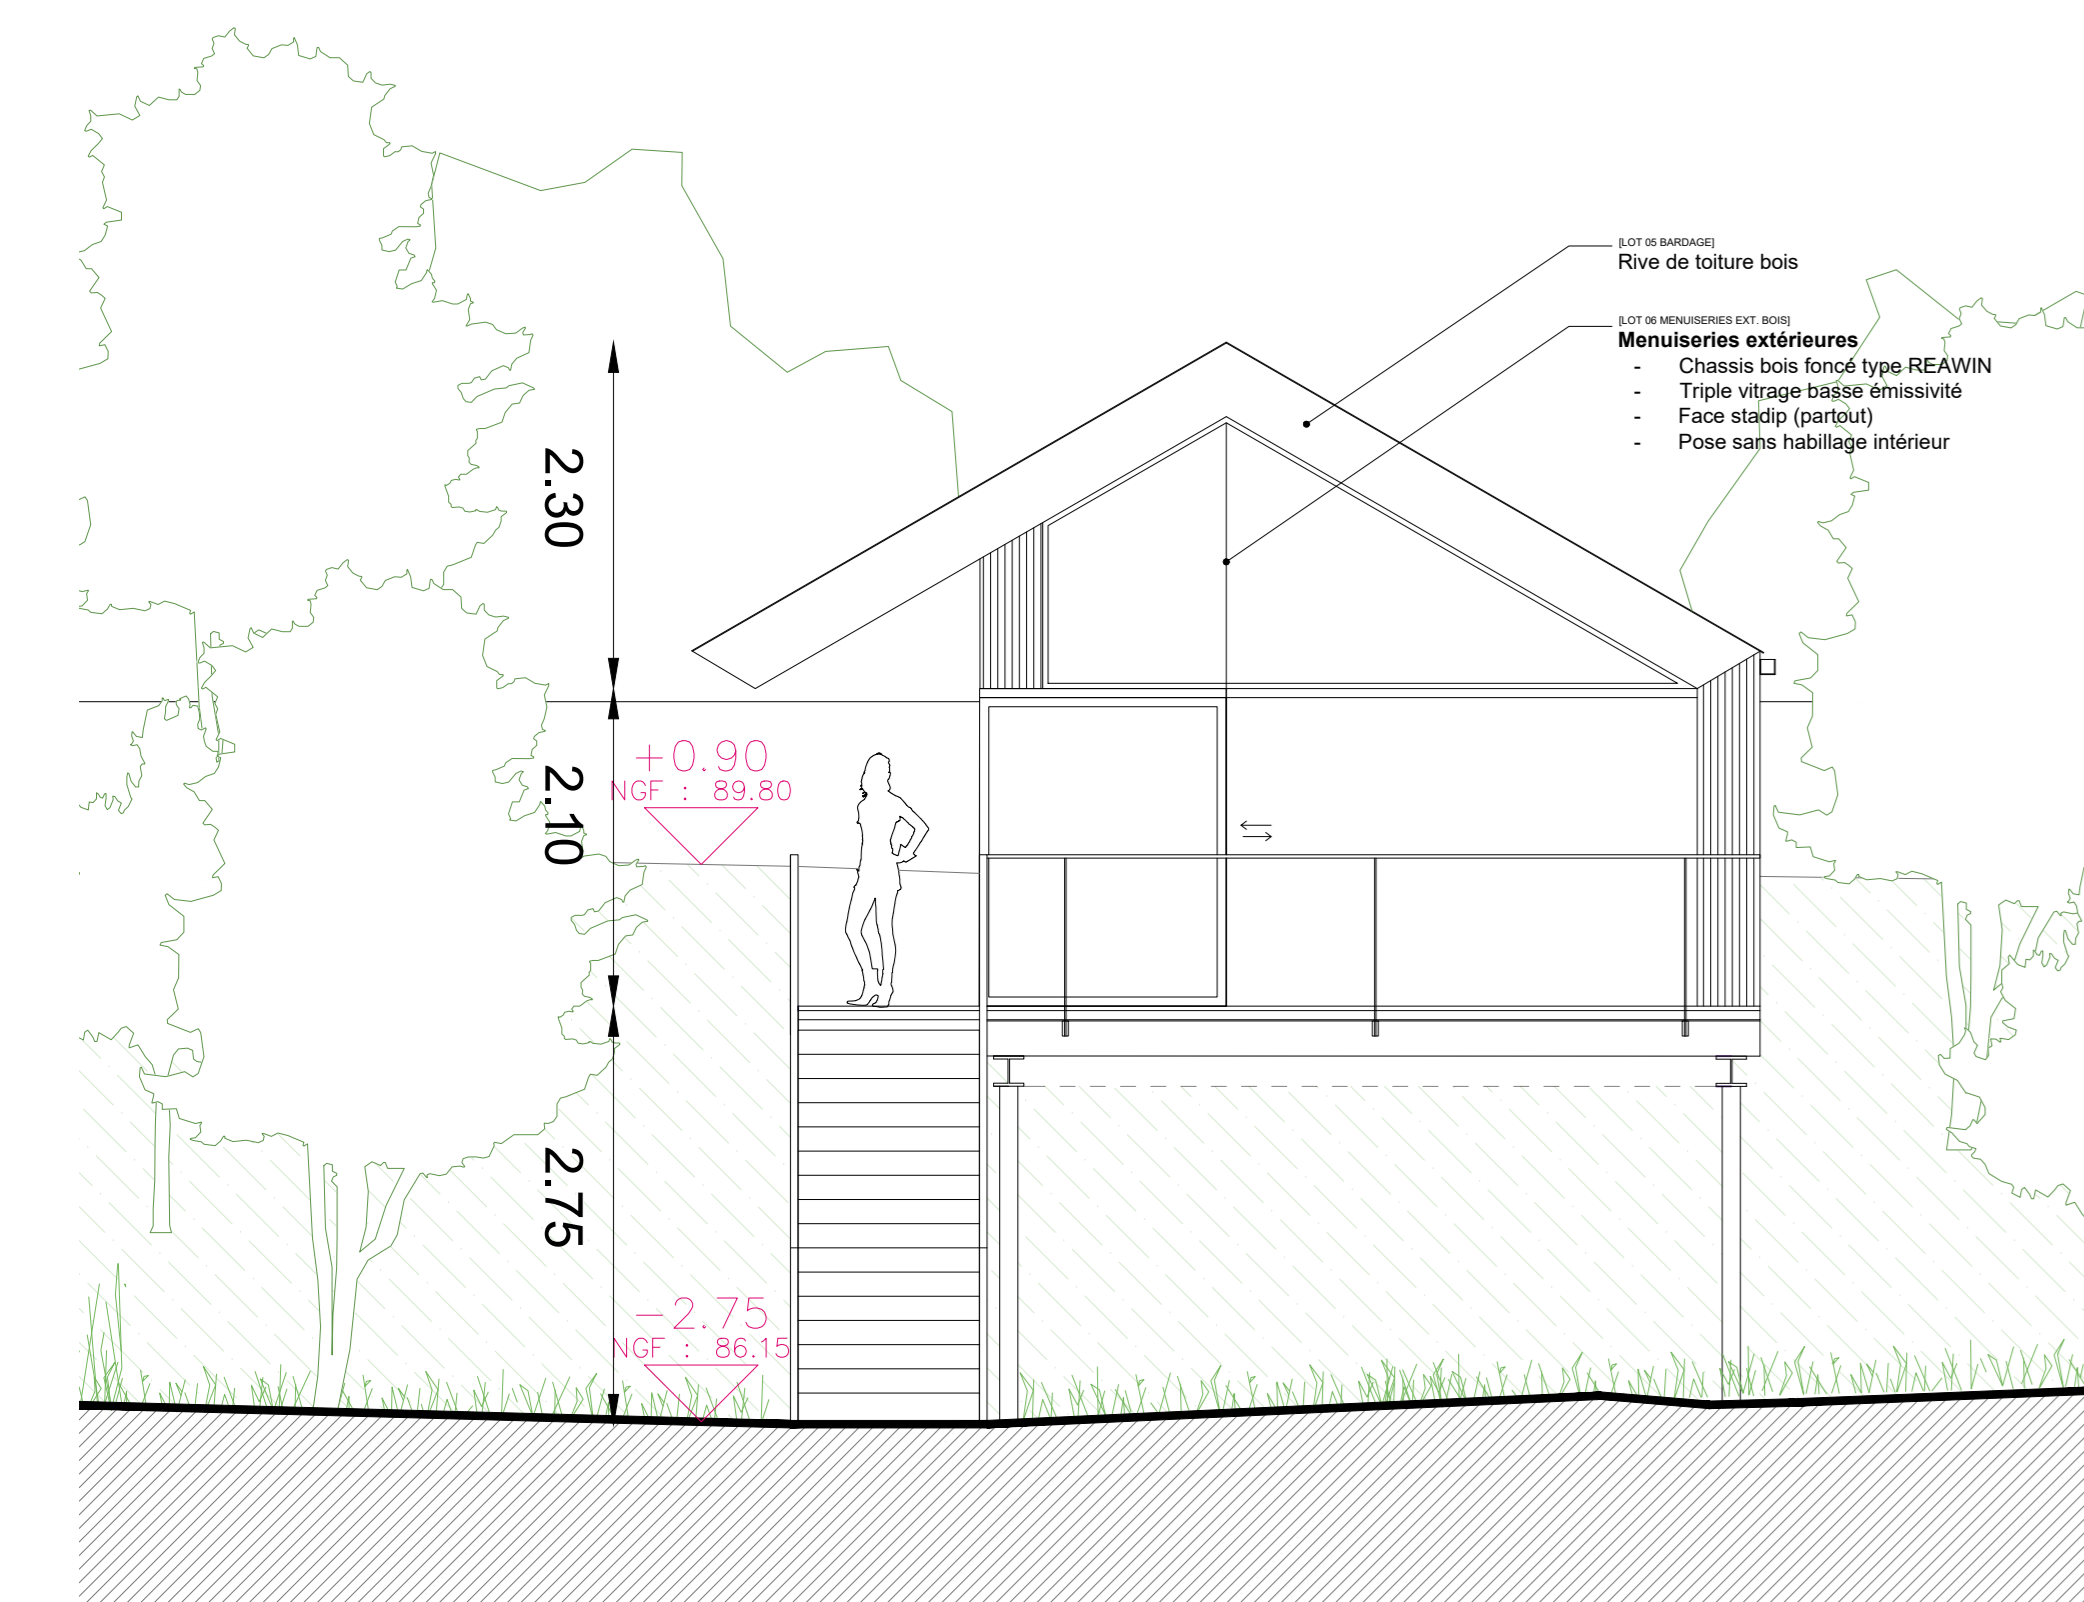 [LOT 05 BARDAGE]
Rive de toiture bois
[LOT 06 MENUISERIES EXT. BOIS]
Menuiseries extérieures
- Chassis bois foncé type REAWIN
- Triple vitrage basse émissivité
- Face stadip (partout)
- Pose sans habillage intérieur
2.30
+0.90
NGF : 89.80
2.10
2.75
−2.75
NGF : 86.15